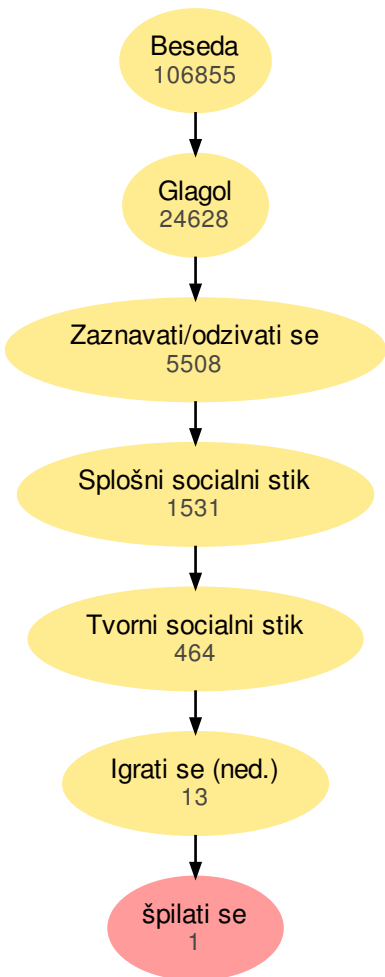 Beseda
106855
Glagol
24628
Zaznavati/odzivati se
5508
Splošni socialni stik
1531
Tvorni socialni stik
464
Igrati se (ned.)
13
špilati se
1